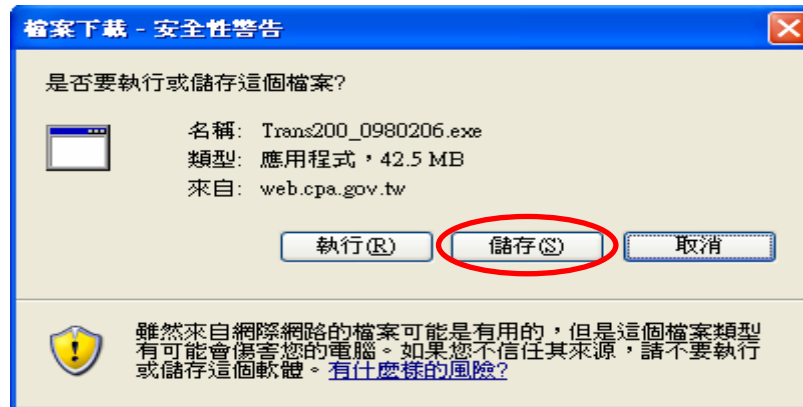 檔案下載 - 安全性警告
是否要執行或儲存這個檔案?
名稱: Trans200_0980206.exe
類型: 應用程式，42.5 MB
來自: web.cpa.gov.tw
執行(R) 儲存(S) 取消
雖然來自網際網路的檔案可能是有用的，但是這個檔案類型
有可能會傷害您的電腦。如果您不信任其來源，請不要執行
或儲存這個軟體。有什麼樣的風險?